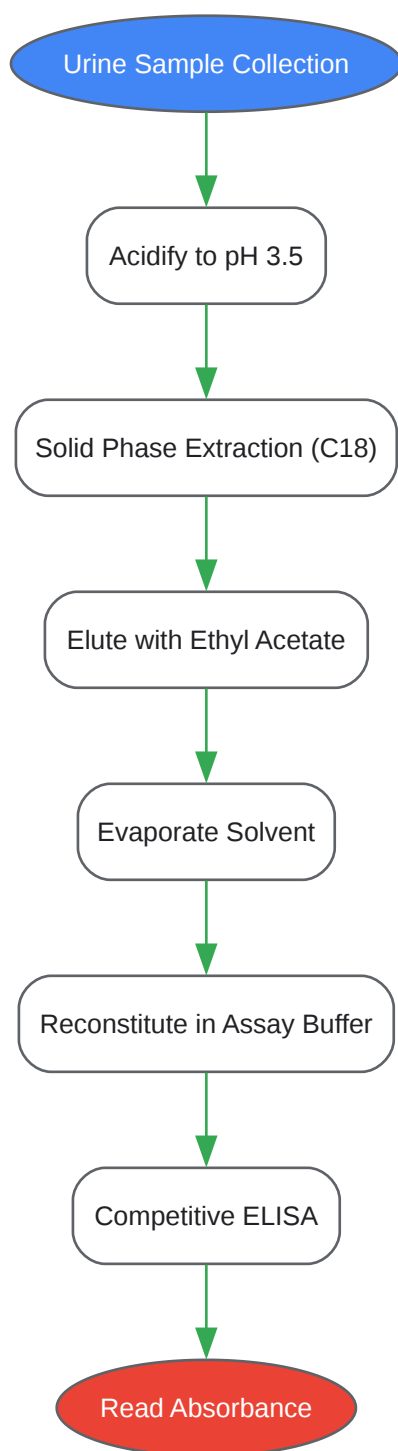 Urine Sample Collection
Acidify to pH 3.5
Solid Phase Extraction (C18)
Elute with Ethyl Acetate
Evaporate Solvent
Reconstitute in Assay Buffer
Competitive ELISA
Read Absorbance